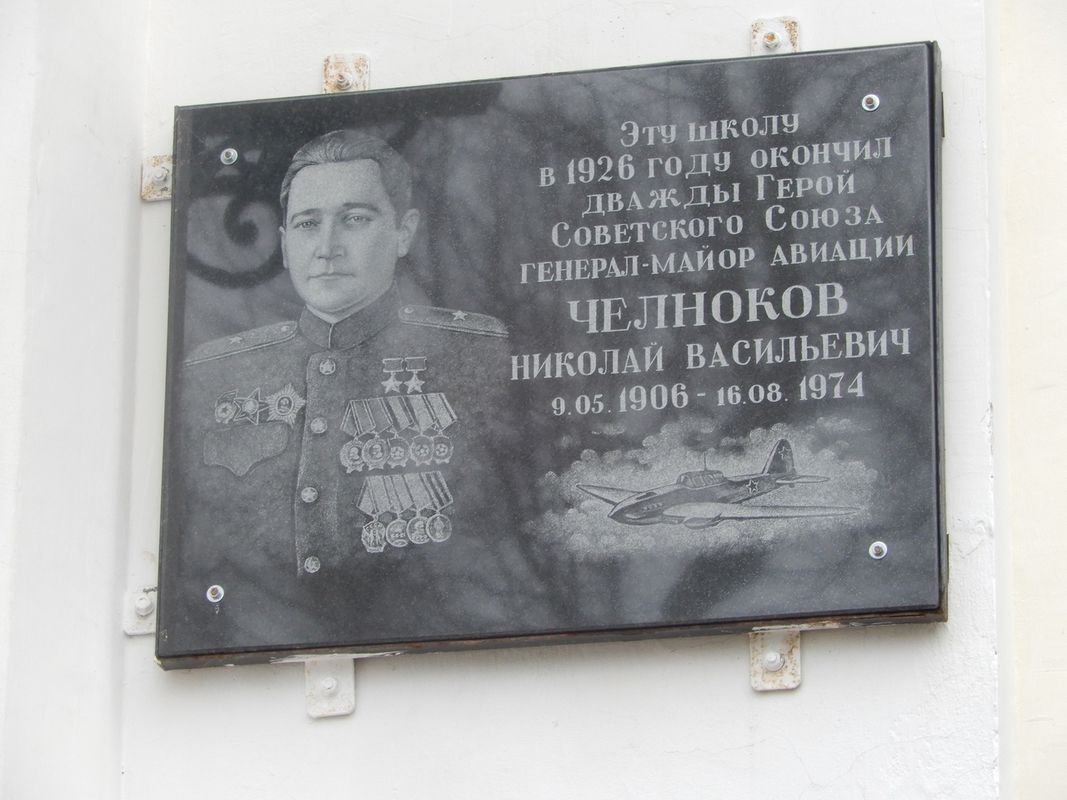 Эту школу
в 1926 году окончил
дважды Герой
Советского Союза
генерал-майор авиации
ЧЕЛНОКОВ
НИКОЛАЙ ВАСИЛЬЕВИЧ
9.05.1906 - 16.08.1974